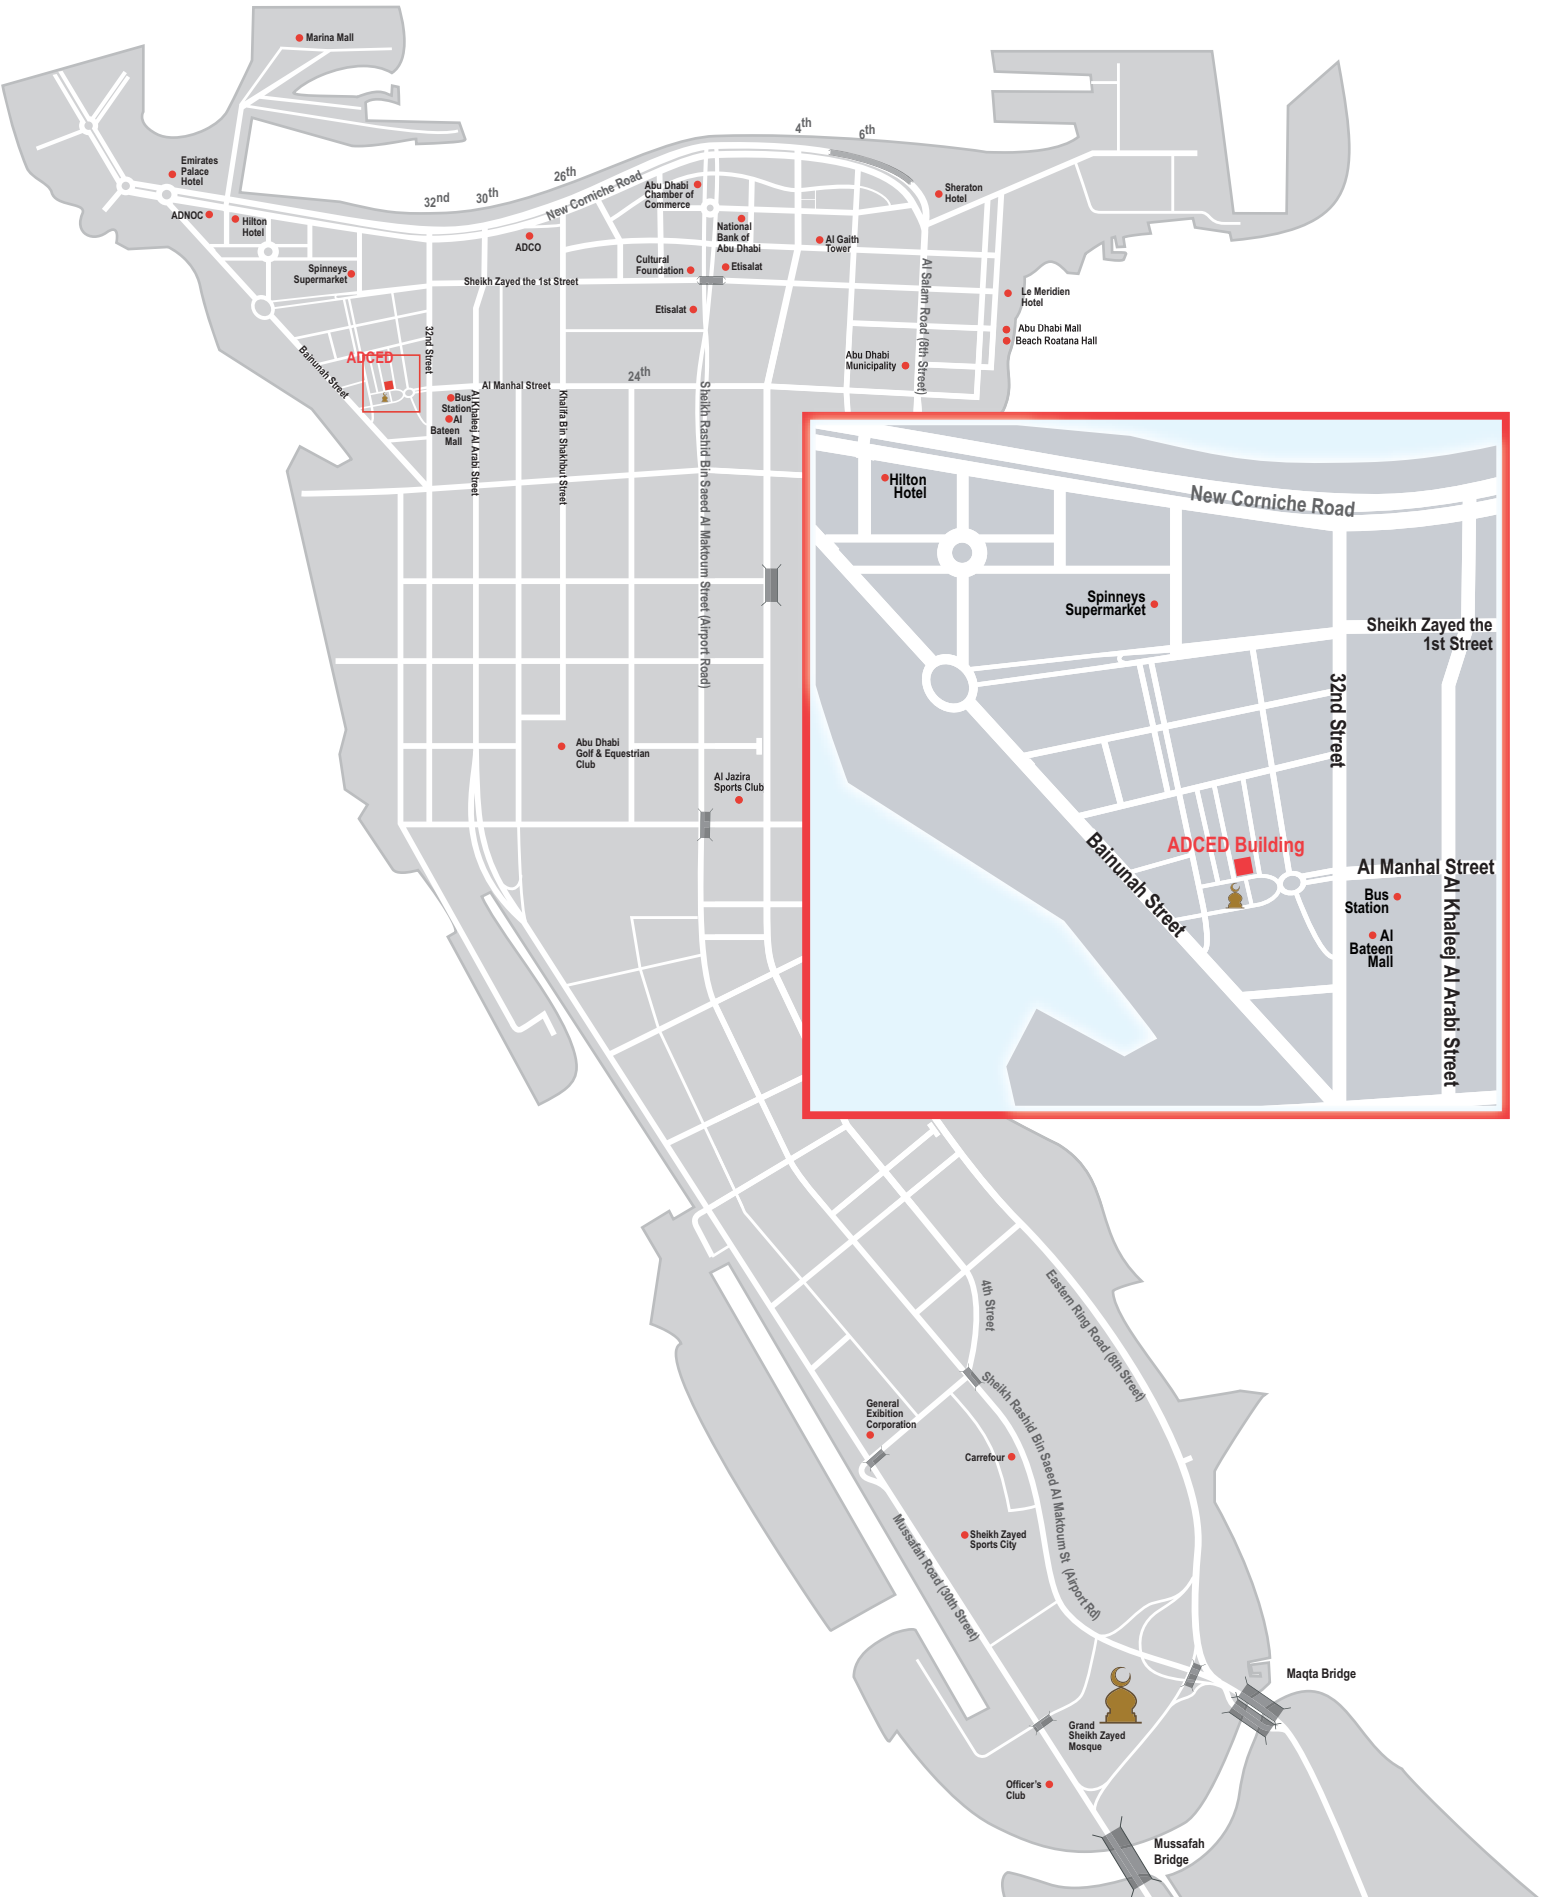 Marina Mall
Emirates
Palace
Hotel
ADNOC
Hilton
Hotel
Spinneys
Supermarket
32nd
30th
26th
New Corniche Road
4th
6th
ADCO
Abu Dhabi
Chamber of
Commerce
National
Bank of
Abu Dhabi
Cultural
Foundation
Etisalat
Etisalat
Al Gaith
Tower
Sheraton
Hotel
Sheikh Zayed the 1st Street
Al Salam Road (8th Street)
Le Meridien
Hotel
Abu Dhabi Mall
Beach Roatana Hall
Abu Dhabi
Municipality
Bainunah Street
ADCED
32nd Street
Al Manhal Street
24th
Bus
Station
Al
Bateen
Mall
Al Khaleej Al Arabi Street
Khalifa Bin Shakhbut Street
Sheikh Rashid Bin Saeed Al Maktoum Street (Airport Road)
Abu Dhabi
Golf & Equestrian
Club
Al Jazira
Sports Club
Hilton
Hotel
New Corniche Road
Spinneys
Supermarket
Sheikh Zayed the
1st Street
32nd Street
Bainunah Street
ADCED Building
Al Manhal Street
Bus
Station
Al
Bateen
Mall
Al Khaleej Al Arabi Street
4th Street
Eastern Ring Road (8th Street)
Sheikh Rashid Bin Saeed Al Maktoum St (Airport Rd)
General
Exibition
Corporation
Carrefour
Sheikh Zayed
Sports City
Mussafah Road (30th Street)
Grand
Sheikh Zayed
Mosque
Officer's
Club
Maqta Bridge
Mussafah
Bridge